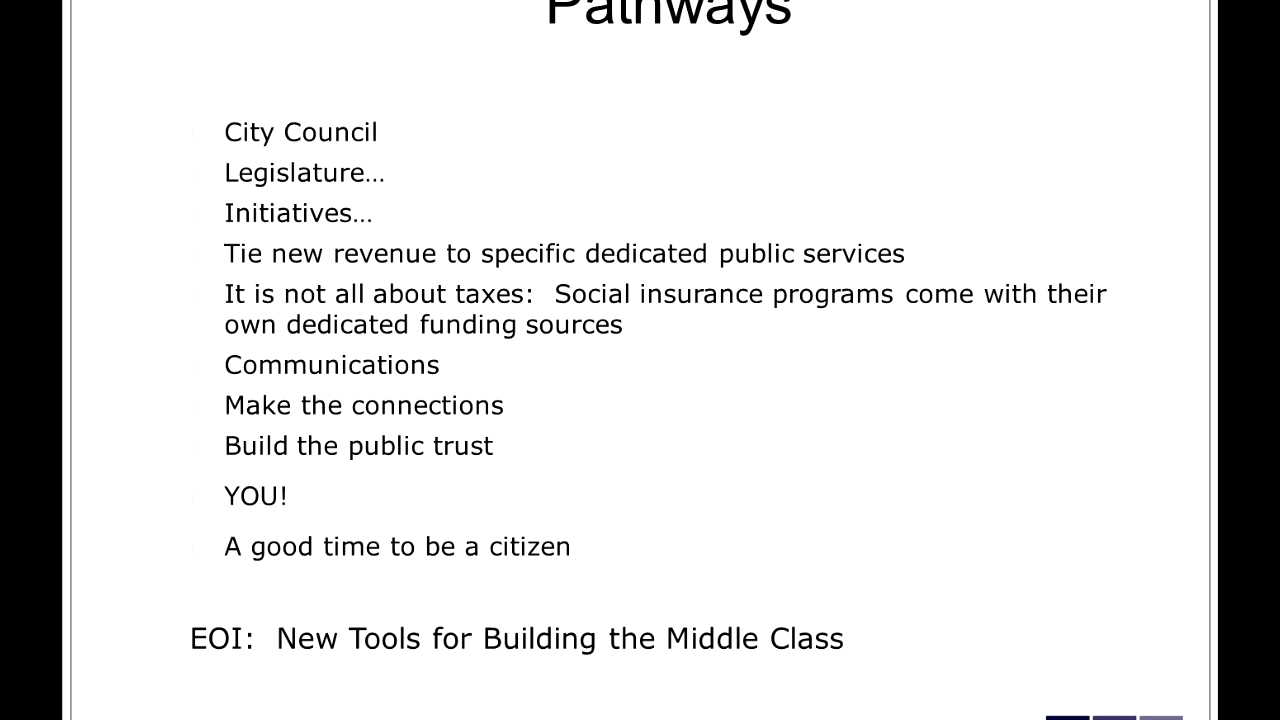 Pathways
City Council
Legislature...
Initiatives...
Tie new revenue to specific dedicated public services
It is not all about taxes:  Social insurance programs come with their
own dedicated funding sources
Communications
Make the connections
Build the public trust
YOU!
A good time to be a citizen
EOI:  New Tools for Building the Middle Class